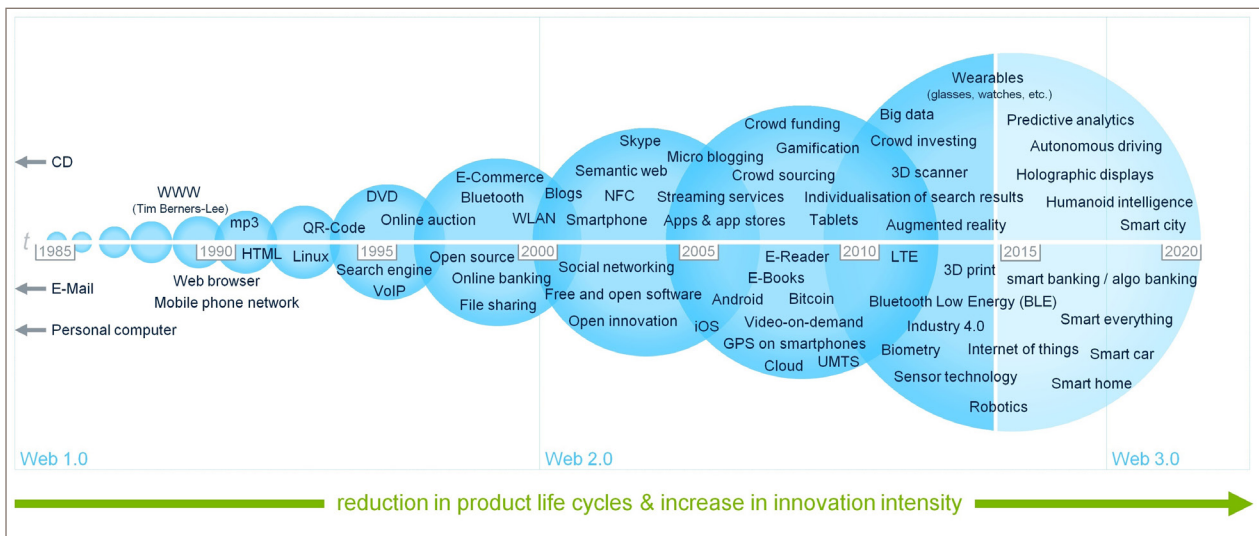 CD
E-Mail
Personal computer
t
1985
WWW
(Tim Berners-Lee)
1990
mp3
HTML
Web browser
Mobile phone network
QR-Code
Linux
DVD
Online auction
1995
Search engine
VoIP
E-Commerce
Bluetooth
WLAN
2000
Open source
Online banking
File sharing
Skype
Semantic web
Blogs
NFC
Smartphone
Social networking
Free and open software
Open innovation
iOS
Crowd funding
Gamification
Micro blogging
Crowd sourcing
Streaming services
Apps & app stores
Tablets
2005
E-Reader
E-Books
Android
Bitcoin
Video-on-demand
GPS on smartphones
Cloud
UMTS
Wearables
(glasses, watches, etc.)
Big data
Crowd investing
3D scanner
Individualisation of search results
Augmented reality
2010
LTE
3D print
Bluetooth Low Energy (BLE)
Industry 4.0
Biometry
Internet of things
Sensor technology
Robotics
Predictive analytics
Autonomous driving
Holographic displays
Humanoid intelligence
Smart city
2015
2020
smart banking / algo banking
Smart everything
Smart car
Smart home
Web 1.0
Web 2.0
Web 3.0
reduction in product life cycles & increase in innovation intensity